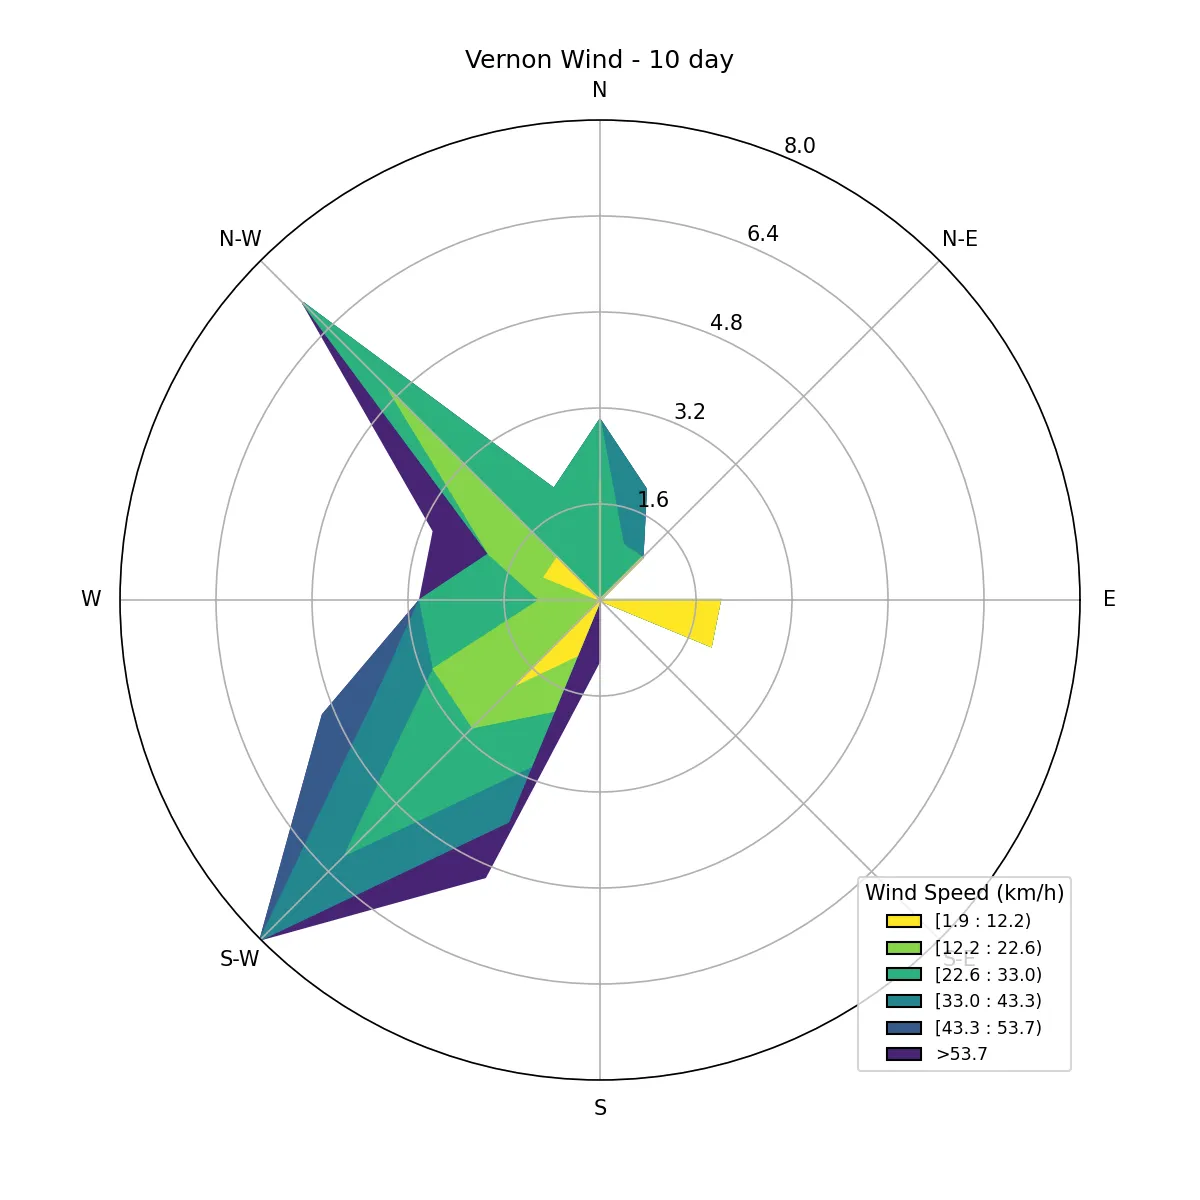 Vernon Wind - 10 day
N
8.0
N-W
6.4
N-E
4.8
3.2
1.6
W
E
Wind Speed (km/h)
[1.9 : 12.2)
[12.2 : 22.6)
S-W
S-E
[22.6 : 33.0)
[33.0 : 43.3)
[43.3 : 53.7)
>53.7
S